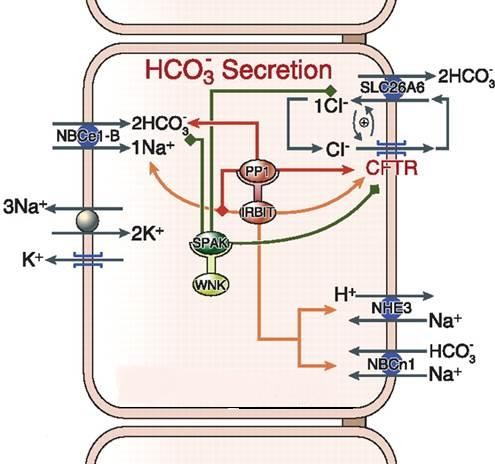 HCO3- Secretion
2HCO3-
SLC26A6
1Cl-
⊕
Cl-
CFTR
NBCe1-B
2HCO3-
1Na+
PP1
IRBIT
3Na+
2K+
K+
SPAK
WNK
H+
NHE3
Na+
HCO3-
NBCn1
Na+